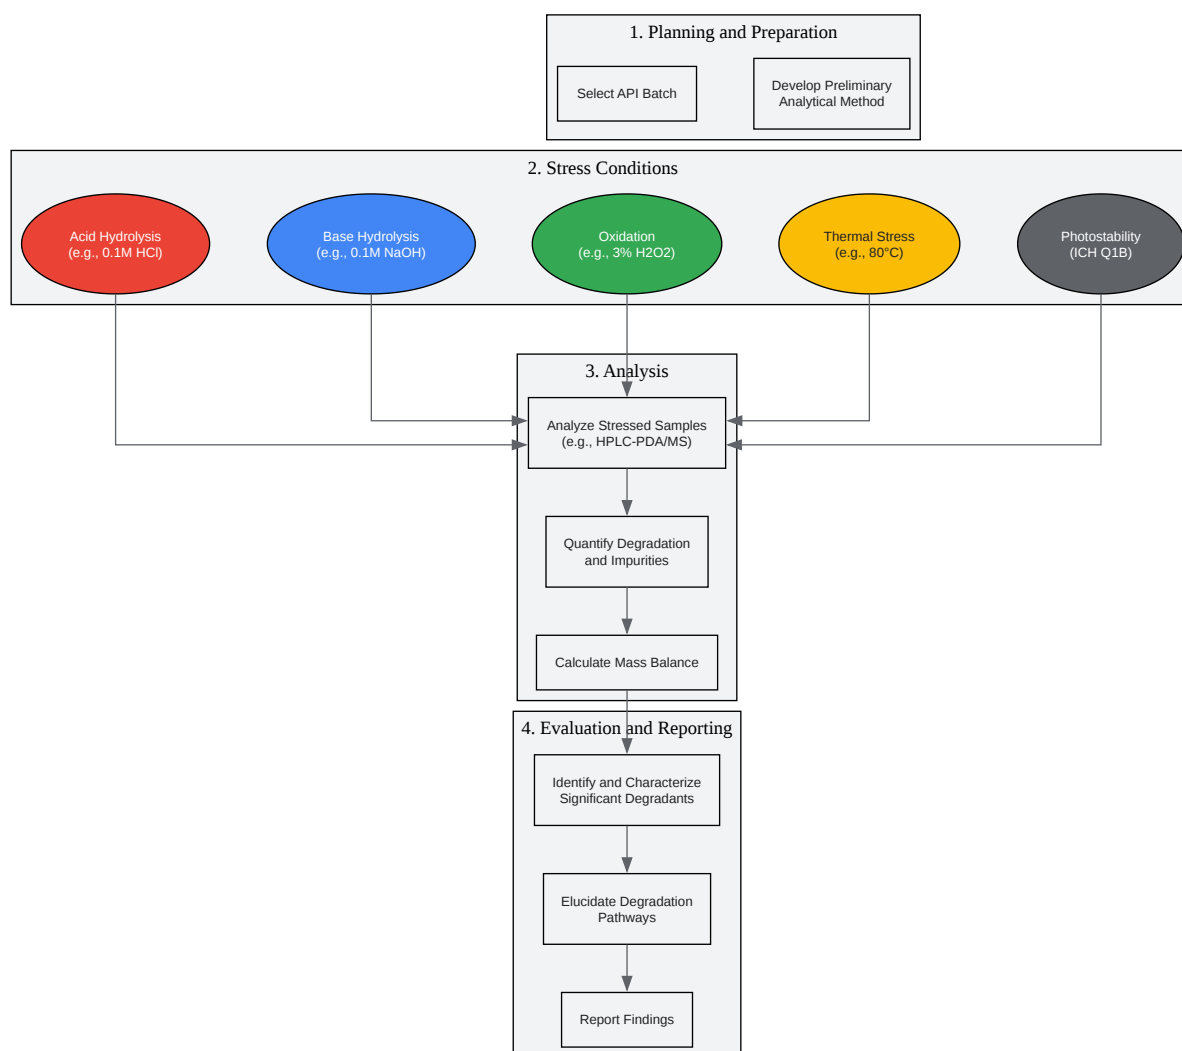 1. Planning and Preparation
Select API Batch
Develop Preliminary
Analytical Method
2. Stress Conditions
Acid Hydrolysis
(e.g., 0.1M HCl)
Base Hydrolysis
(e.g., 0.1M NaOH)
Oxidation
(e.g., 3% H2O2)
Thermal Stress
(e.g., 80°C)
Photostability
(ICH Q1B)
3. Analysis
Analyze Stressed Samples
(e.g., HPLC-PDA/MS)
Quantify Degradation
and Impurities
Calculate Mass Balance
4. Evaluation and Reporting
Identify and Characterize
Significant Degradants
Elucidate Degradation
Pathways
Report Findings